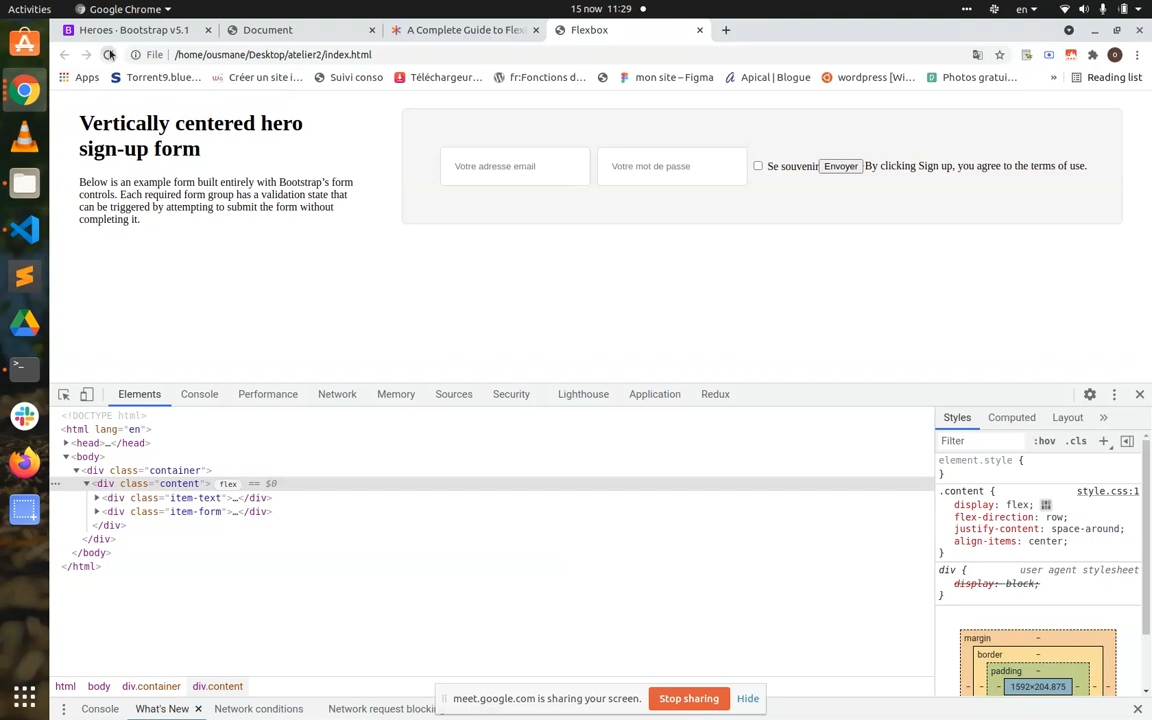 Activities
Google Chrome
15 now 11:29
en
Heroes · Bootstrap v5.1
Document
A Complete Guide to Flex
Flexbox
File
/home/ousmane/Desktop/atelier2/index.html
Apps
Torrent9.blue...
Créer un site i...
Suivi conso
Téléchargeur...
fr:Fonctions d...
mon site – Figma
Apical | Blogue
wordpress [Wi...
Photos gratui...
»
Reading list
Vertically centered hero
sign-up form
Below is an example form built entirely with Bootstrap's form
controls. Each required form group has a validation state that
can be triggered by attempting to submit the form without
completing it.
Votre adresse email
Votre mot de passe
Se souvenir
Envoyer
By clicking Sign up, you agree to the terms of use.
Elements
Console
Performance
Network
Memory
Sources
Security
Lighthouse
Application
Redux
<!DOCTYPE html>
<html lang="en">
<head>…</head>
<body>
<div class="container">
<div class="content"> flex == $0
<div class="item-text">…</div>
<div class="item-form">…</div>
</div>
</div>
</body>
</html>
Styles
Computed
Layout
»
Filter
:hov
.cls
element.style {
}
.content {
style.css:1
display: flex;
flex-direction: row;
justify-content: space-around;
align-items: center;
}
div {
user agent stylesheet
display: block;
}
margin
-
border
-
padding
-
1592×204.875
html
body
div.container
div.content
meet.google.com is sharing your screen.
Stop sharing
Hide
Console
What's New
Network conditions
Network request blockin